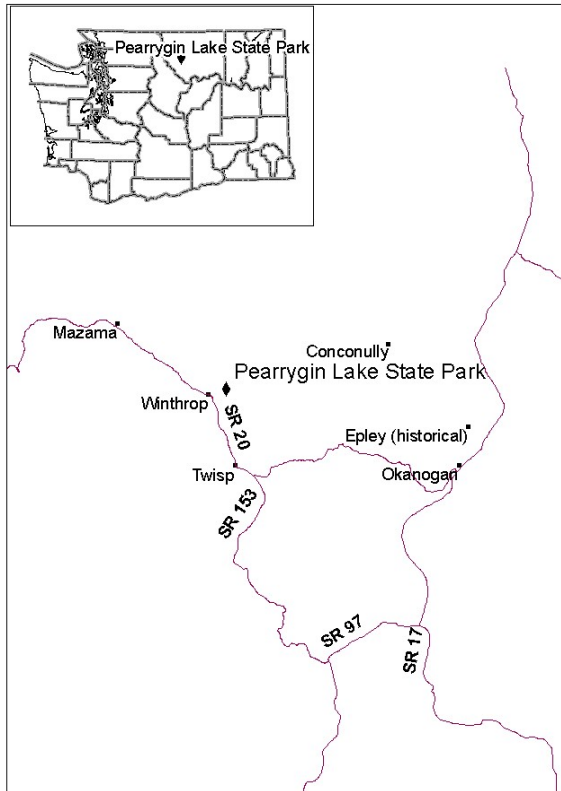 Pearrygin Lake State Park
Mazama
Conconully
Pearrygin Lake State Park
Winthrop
SR 20
Epley (historical)
Twisp
Okanogan
SR 153
SR 97
SR 17